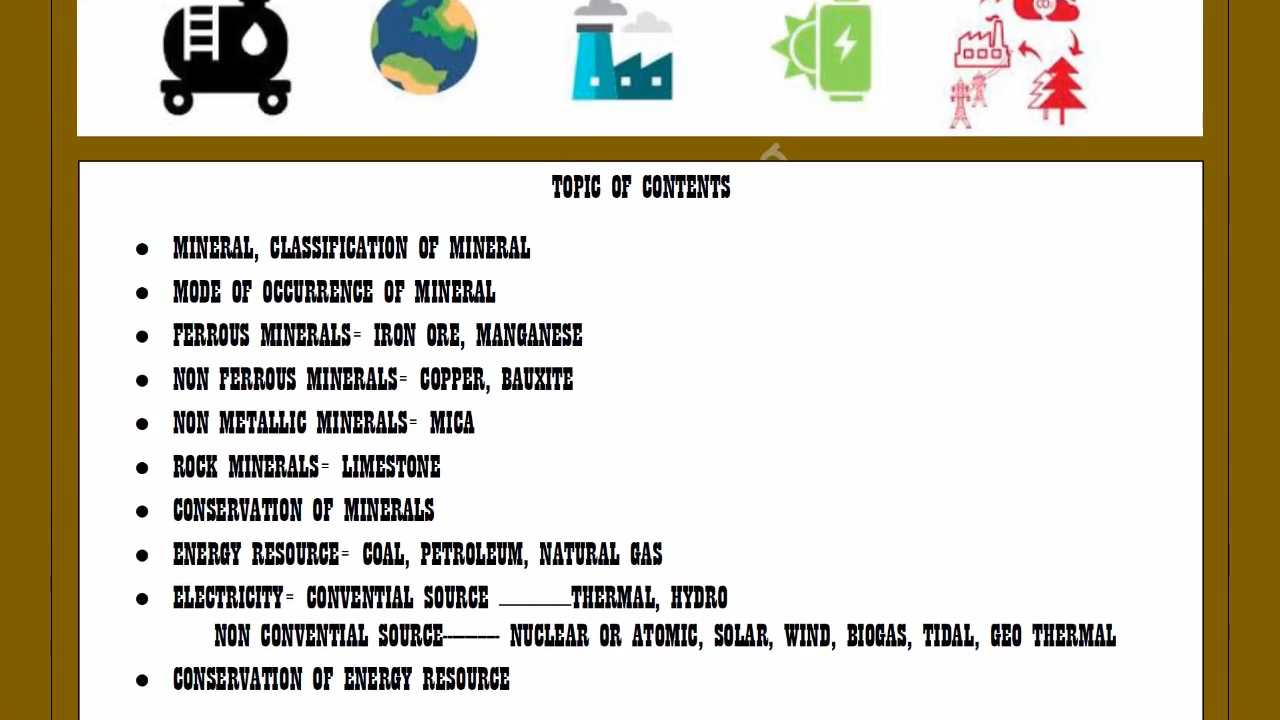 TOPIC OF CONTENTS
● MINERAL, CLASSIFICATION OF MINERAL
● MODE OF OCCURRENCE OF MINERAL
● FERROUS MINERALS= IRON ORE, MANGANESE
● NON FERROUS MINERALS= COPPER, BAUXITE
● NON METALLIC MINERALS= MICA
● ROCK MINERALS= LIMESTONE
● CONSERVATION OF MINERALS
● ENERGY RESOURCE= COAL, PETROLEUM, NATURAL GAS
● ELECTRICITY= CONVENTIAL SOURCE ______THERMAL, HYDRO
NON CONVENTIAL SOURCE------- NUCLEAR OR ATOMIC, SOLAR, WIND, BIOGAS, TIDAL, GEO THERMAL
● CONSERVATION OF ENERGY RESOURCE